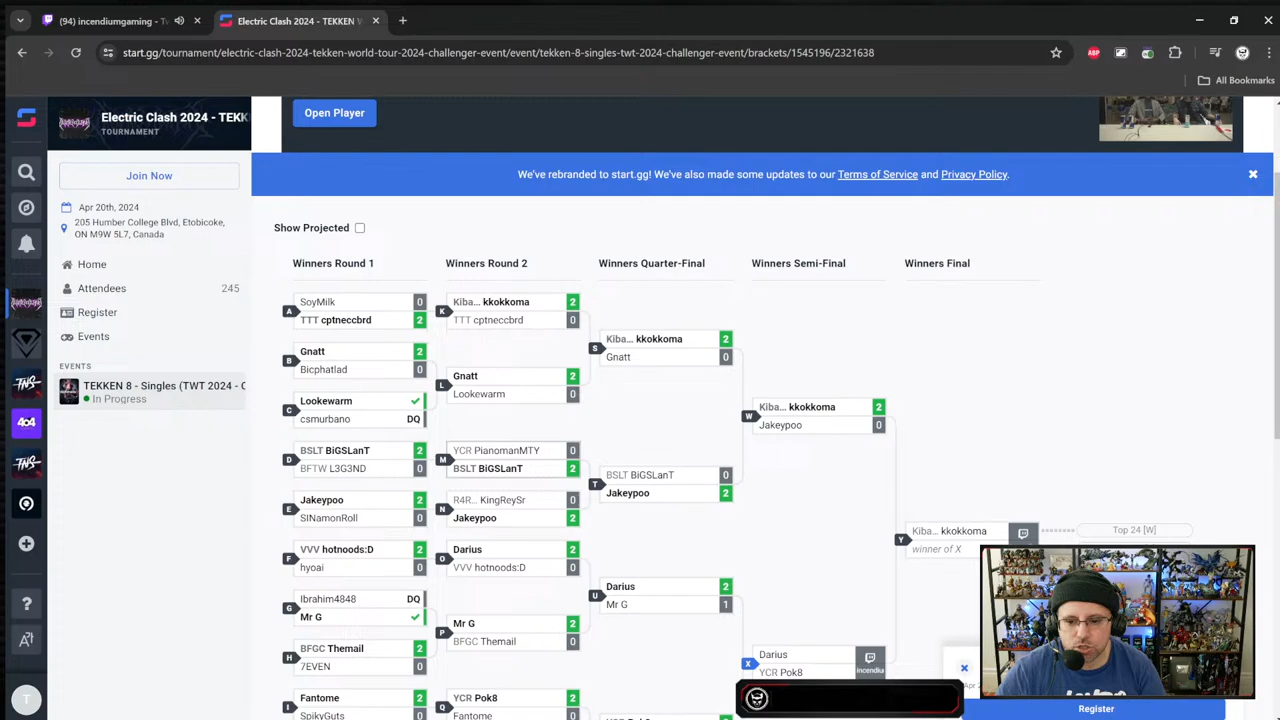 (94) incendiumgaming - Tw
Electric Clash 2024 - TEKKEN W
start.gg/tournament/electric-clash-2024-tekken-world-tour-2024-challenger-event/event/tekken-8-singles-twt-2024-challenger-event/brackets/1545196/2321638
ABP
All Bookmarks
Electric Clash 2024 - TEKK
TOURNAMENT
Open Player
Join Now
We've rebranded to start.gg! We've also made some updates to our Terms of Service and Privacy Policy.
Apr 20th, 2024
205 Humber College Blvd, Etobicoke,
ON M9W 5L7, Canada
Home
Attendees 245
Register
Events
EVENTS
TEKKEN 8 - Singles (TWT 2024 - C
In Progress
TNS
404
TNS
T
Show Projected
Winners Round 1
A
SoyMilk 0
TTT cptneccbrd 2
B
Gnatt 2
Bicphatlad 0
C
Lookewarm
csmurbano DQ
D
BSLT BiGSLanT 2
BFTW L3G3ND 0
E
Jakeypoo 2
SINamonRoll 0
F
VVV hotnoods:D 2
hyoai 0
G
Ibrahim4848 DQ
Mr G
H
BFGC Themail 2
7EVEN 0
I
Fantome 2
SpikyGuts 0
Winners Round 2
K
Kiba... kkokkoma 2
TTT cptneccbrd 0
L
Gnatt 2
Lookewarm 0
M
YCR PianomanMTY 0
BSLT BiGSLanT 2
N
R4R... KingReySr 0
Jakeypoo 2
O
Darius 2
VVV hotnoods:D 0
P
Mr G 2
BFGC Themail 0
Q
YCR Pok8 2
Fantome 0
Winners Quarter-Final
S
Kiba... kkokkoma 2
Gnatt 0
T
BSLT BiGSLanT 0
Jakeypoo 2
U
Darius 2
Mr G 1
Winners Semi-Final
W
Kiba... kkokkoma 2
Jakeypoo 0
X
Darius
YCR Pok8
incendiu
Winners Final
Y
Kiba... kkokkoma
winner of X
Top 24 [W]
Register